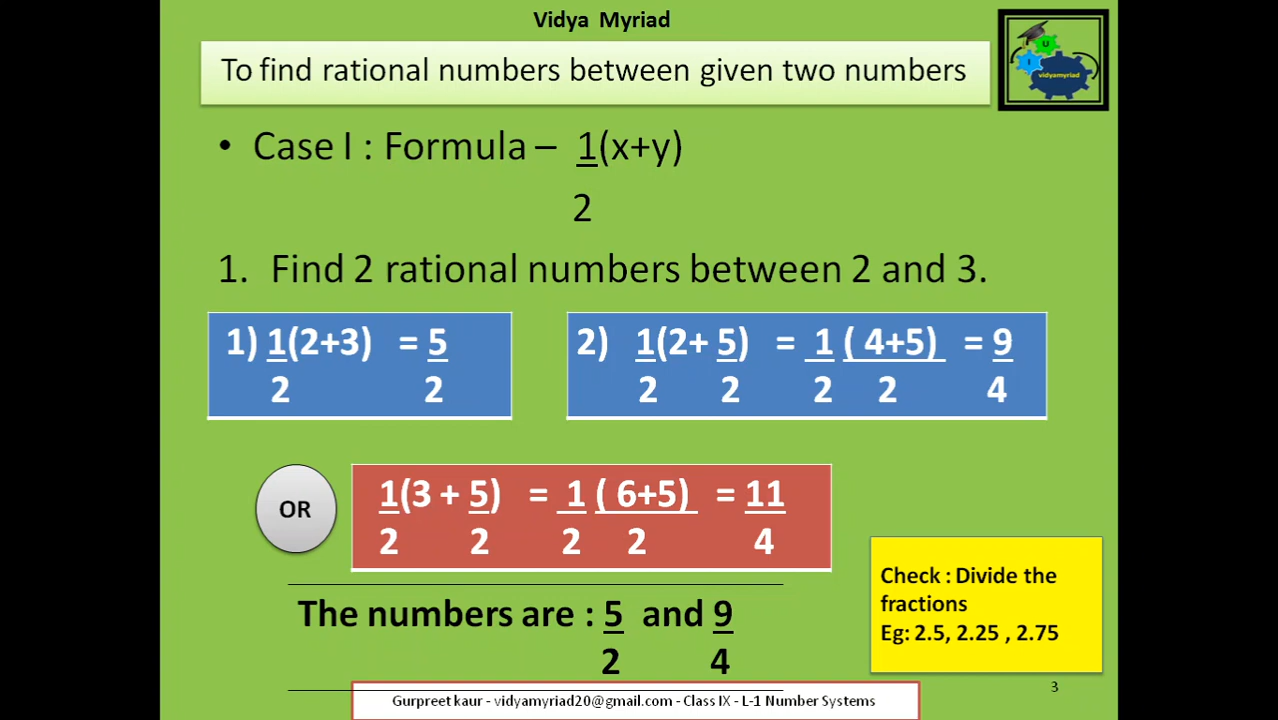 Vidya Myriad
To find rational numbers between given two numbers
U
I
vidyamyriad
• Case I : Formula – 1(x+y)
2
1. Find 2 rational numbers between 2 and 3.
1) 1(2+3) = 5
2 2
2) 1(2+ 5) = 1 ( 4+5) = 9
2 2 2 2 4
OR
1(3 + 5) = 1 ( 6+5) = 11
2 2 2 2 4
The numbers are : 5 and 9
2 4
Check : Divide the
fractions
Eg: 2.5, 2.25 , 2.75
Gurpreet kaur - vidyamyriad20@gmail.com - Class IX - L-1 Number Systems
3